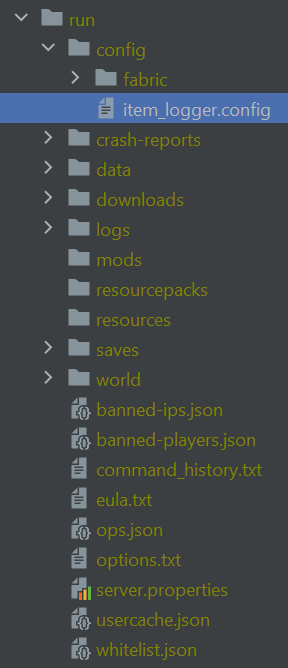 run
config
fabric
item_logger.config
crash-reports
data
downloads
logs
mods
resourcepacks
resources
saves
world
banned-ips.json
banned-players.json
command_history.txt
eula.txt
ops.json
options.txt
server.properties
usercache.json
whitelist.json